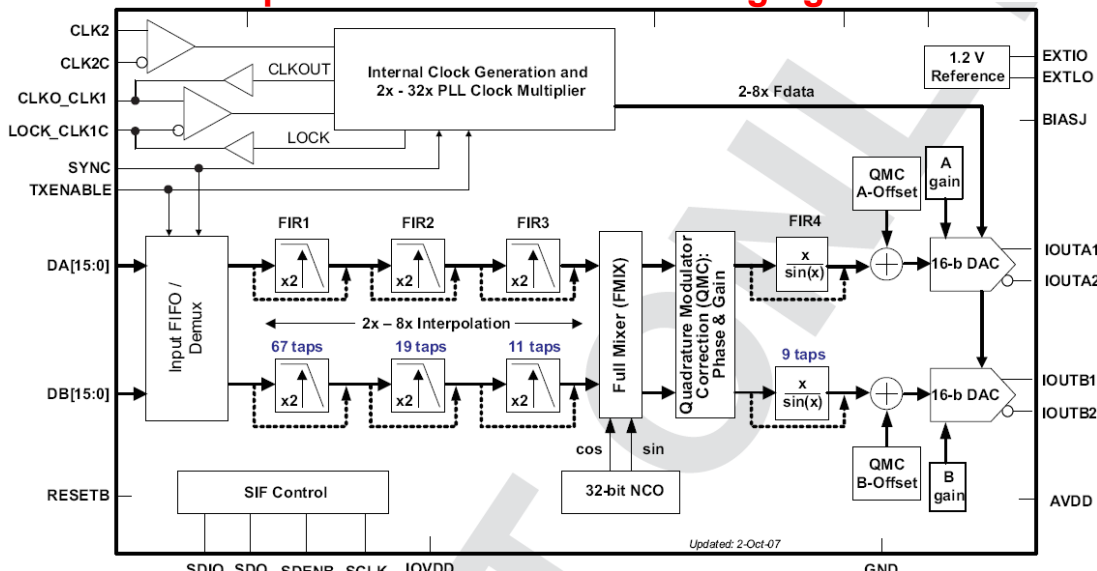 CLK2
CLK2C
CLKO_CLK1
LOCK_CLK1C
SYNC
TXENABLE
CLKOUT
LOCK
Internal Clock Generation and
2x - 32x PLL Clock Multiplier
2-8x Fdata
1.2 V
Reference
EXTIO
EXTLO
BIASJ
DA[15:0]
DB[15:0]
Input FIFO /
Demux
FIR1
FIR2
FIR3
x2
x2
x2
2x – 8x Interpolation
67 taps
19 taps
11 taps
x2
x2
x2
Full Mixer (FMIX)
Quadrature Modulator
Correction (QMC):
Phase & Gain
cos
sin
32-bit NCO
FIR4
x
sin(x)
9 taps
x
sin(x)
QMC
A-Offset
A
gain
16-b DAC
IOUTA1
IOUTA2
16-b DAC
IOUTB1
IOUTB2
QMC
B-Offset
B
gain
AVDD
RESETB
SIF Control
Updated: 2-Oct-07
SDIO SDO SDENB SCLK IOVDD
GND